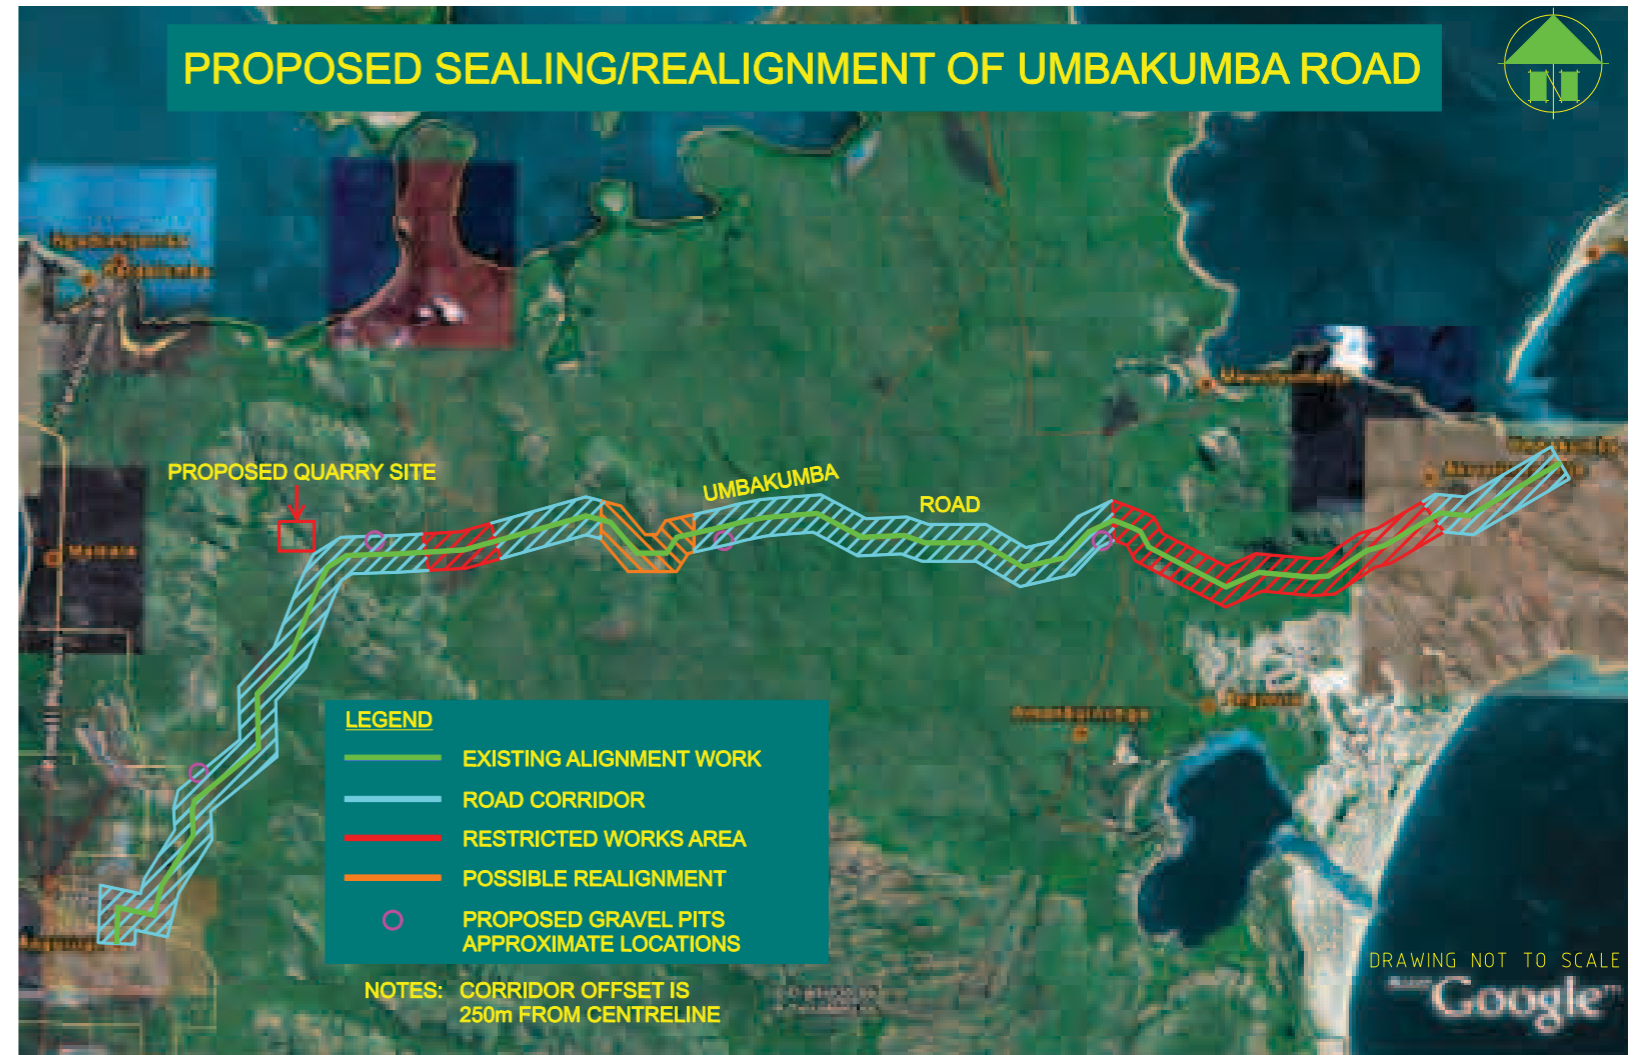 PROPOSED SEALING/REALIGNMENT OF UMBAKUMBA ROAD
N
PROPOSED QUARRY SITE
UMBAKUMBA
ROAD
LEGEND
EXISTING ALIGNMENT WORK
ROAD CORRIDOR
RESTRICTED WORKS AREA
POSSIBLE REALIGNMENT
PROPOSED GRAVEL PITS
APPROXIMATE LOCATIONS
NOTES: CORRIDOR OFFSET IS
250m FROM CENTRELINE
DRAWING NOT TO SCALE
Google